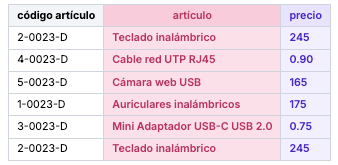 código artículo artículo precio
2-0023-D Teclado inalámbrico 245
4-0023-D Cable red UTP RJ45 0.90
5-0023-D Cámara web USB 165
1-0023-D Auriculares inalámbricos 175
3-0023-D Mini Adaptador USB-C USB 2.0 0.75
2-0023-D Teclado inalámbrico 245